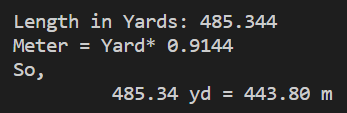 Length in Yards: 485.344
Meter = Yard* 0.9144
So,
485.34 yd = 443.80 m